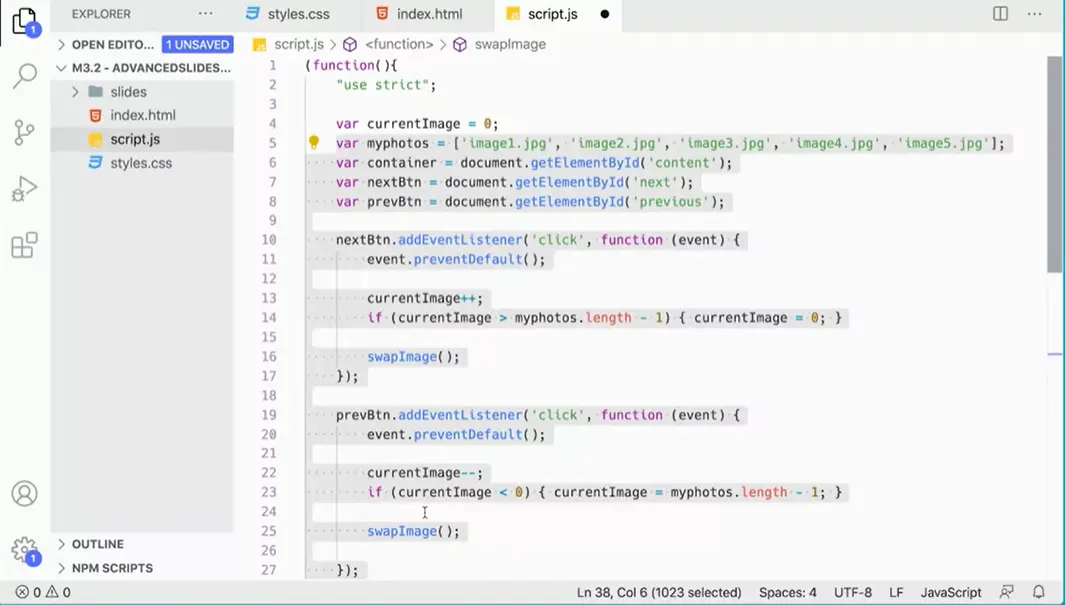 EXPLORER
styles.css
index.html
script.js
1
OPEN EDITO... 1 UNSAVED
script.js > <function> > swapImage
M3.2 - ADVANCEDSLIDES...
slides
index.html
script.js
styles.css
1 (function(){
2 "use strict";
3
4 var currentImage = 0;
5 var myphotos = ['image1.jpg', 'image2.jpg', 'image3.jpg', 'image4.jpg', 'image5.jpg'];
6 var container = document.getElementById('content');
7 var nextBtn = document.getElementById('next');
8 var prevBtn = document.getElementById('previous');
9
10 nextBtn.addEventListener('click', function (event) {
11 event.preventDefault();
12
13 currentImage++;
14 if (currentImage > myphotos.length - 1) { currentImage = 0; }
15
16 swapImage();
17 });
18
19 prevBtn.addEventListener('click', function (event) {
20 event.preventDefault();
21
22 currentImage--;
23 if (currentImage < 0) { currentImage = myphotos.length - 1; }
24
25 swapImage();
26
27 });
OUTLINE
1
NPM SCRIPTS
0 0
Ln 38, Col 6 (1023 selected) Spaces: 4 UTF-8 LF JavaScript